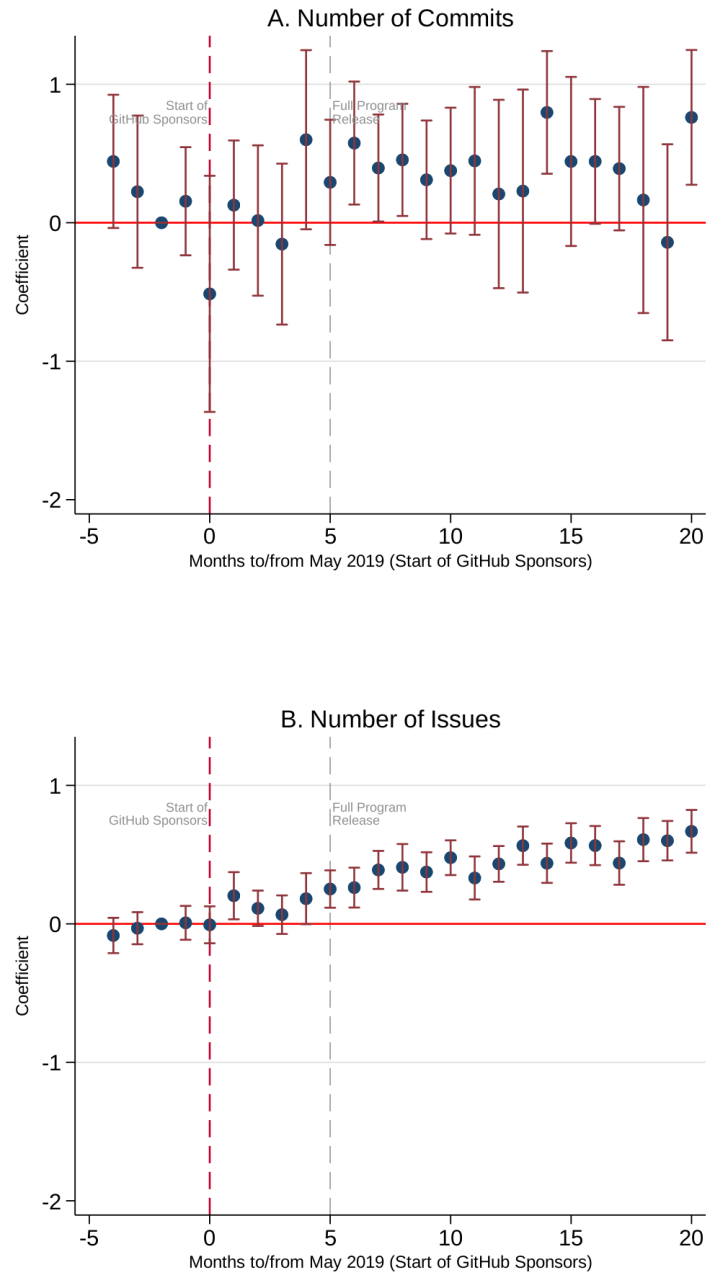 A. Number of Commits
1
Start of
GitHub Sponsors
Full Program
Release
0
Coefficient
-1
-2
-5
0
5
10
15
20
Months to/from May 2019 (Start of GitHub Sponsors)
B. Number of Issues
1
Start of
GitHub Sponsors
Full Program
Release
0
Coefficient
-1
-2
-5
0
5
10
15
20
Months to/from May 2019 (Start of GitHub Sponsors)